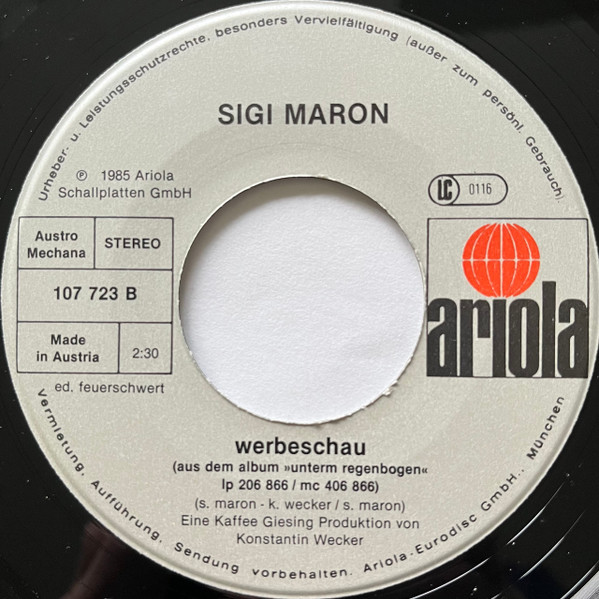 Urheber- u. Leistungsschutzrechte, besonders Vervielfältigung (außer zum persönl. Gebrauch)
SIGI MARON
℗ 1985 Ariola
Schallplatten GmbH
LC 0116
Austro
Mechana
STEREO
107 723 B
Made
in Austria
2:30
ariola
ed. feuerschwert
werbeschau
(aus dem album »unterm regenbogen«
lp 206 866 / mc 406 866)
(s. maron - k. wecker / s. maron)
Eine Kaffee Giesing Produktion von
Konstantin Wecker
Vermietung, Aufführung, Sendung vorbehalten. Ariola-Eurodisc GmbH., München